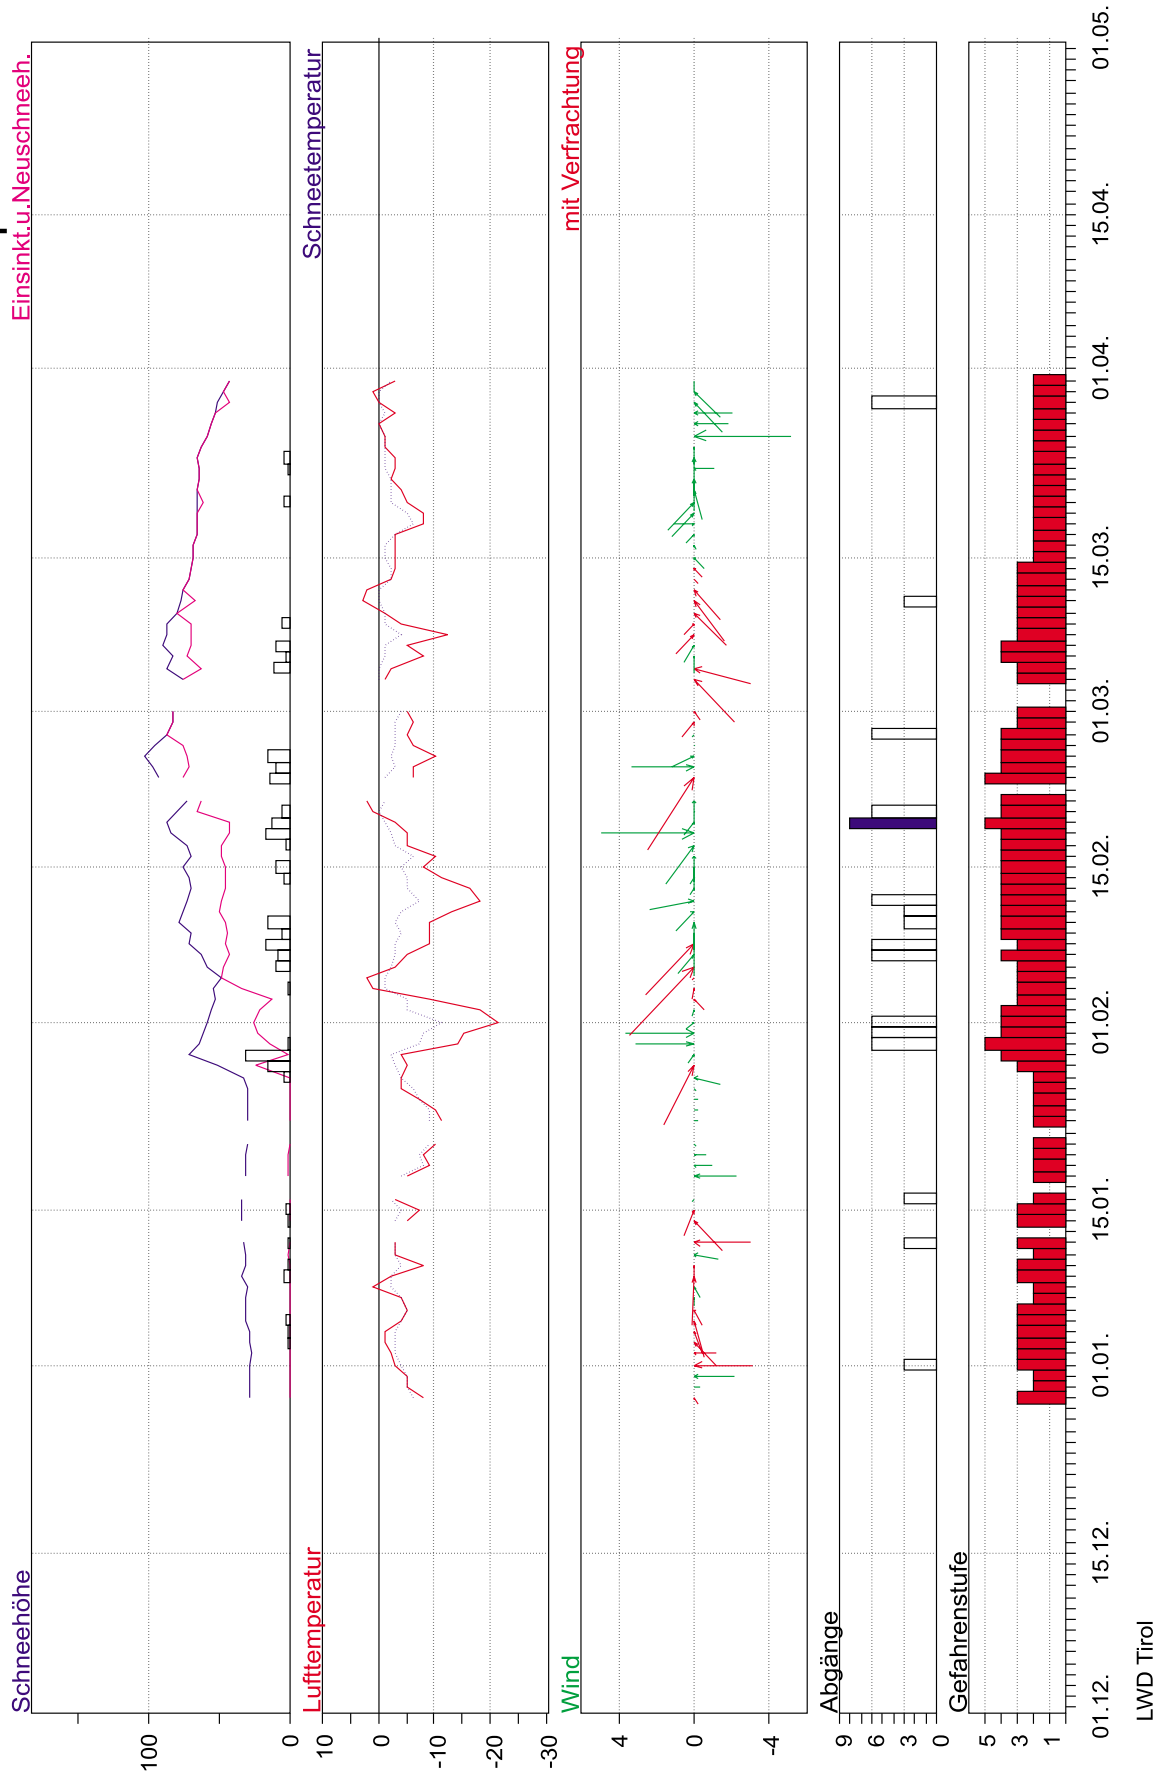 Schneehöhe
Einsinkt.u.Neuschneeh.
100
0
Lufttemperatur
Schneetemperatur
10
0
-10
-20
-30
Wind
mit Verfrachtung
4
0
-4
Abgänge
9
6
3
0
Gefahrenstufe
5
3
1
01.12. 15.12. 01.01. 15.01. 01.02. 15.02. 01.03. 15.03. 01.04. 15.04. 01.05.
LWD Tirol